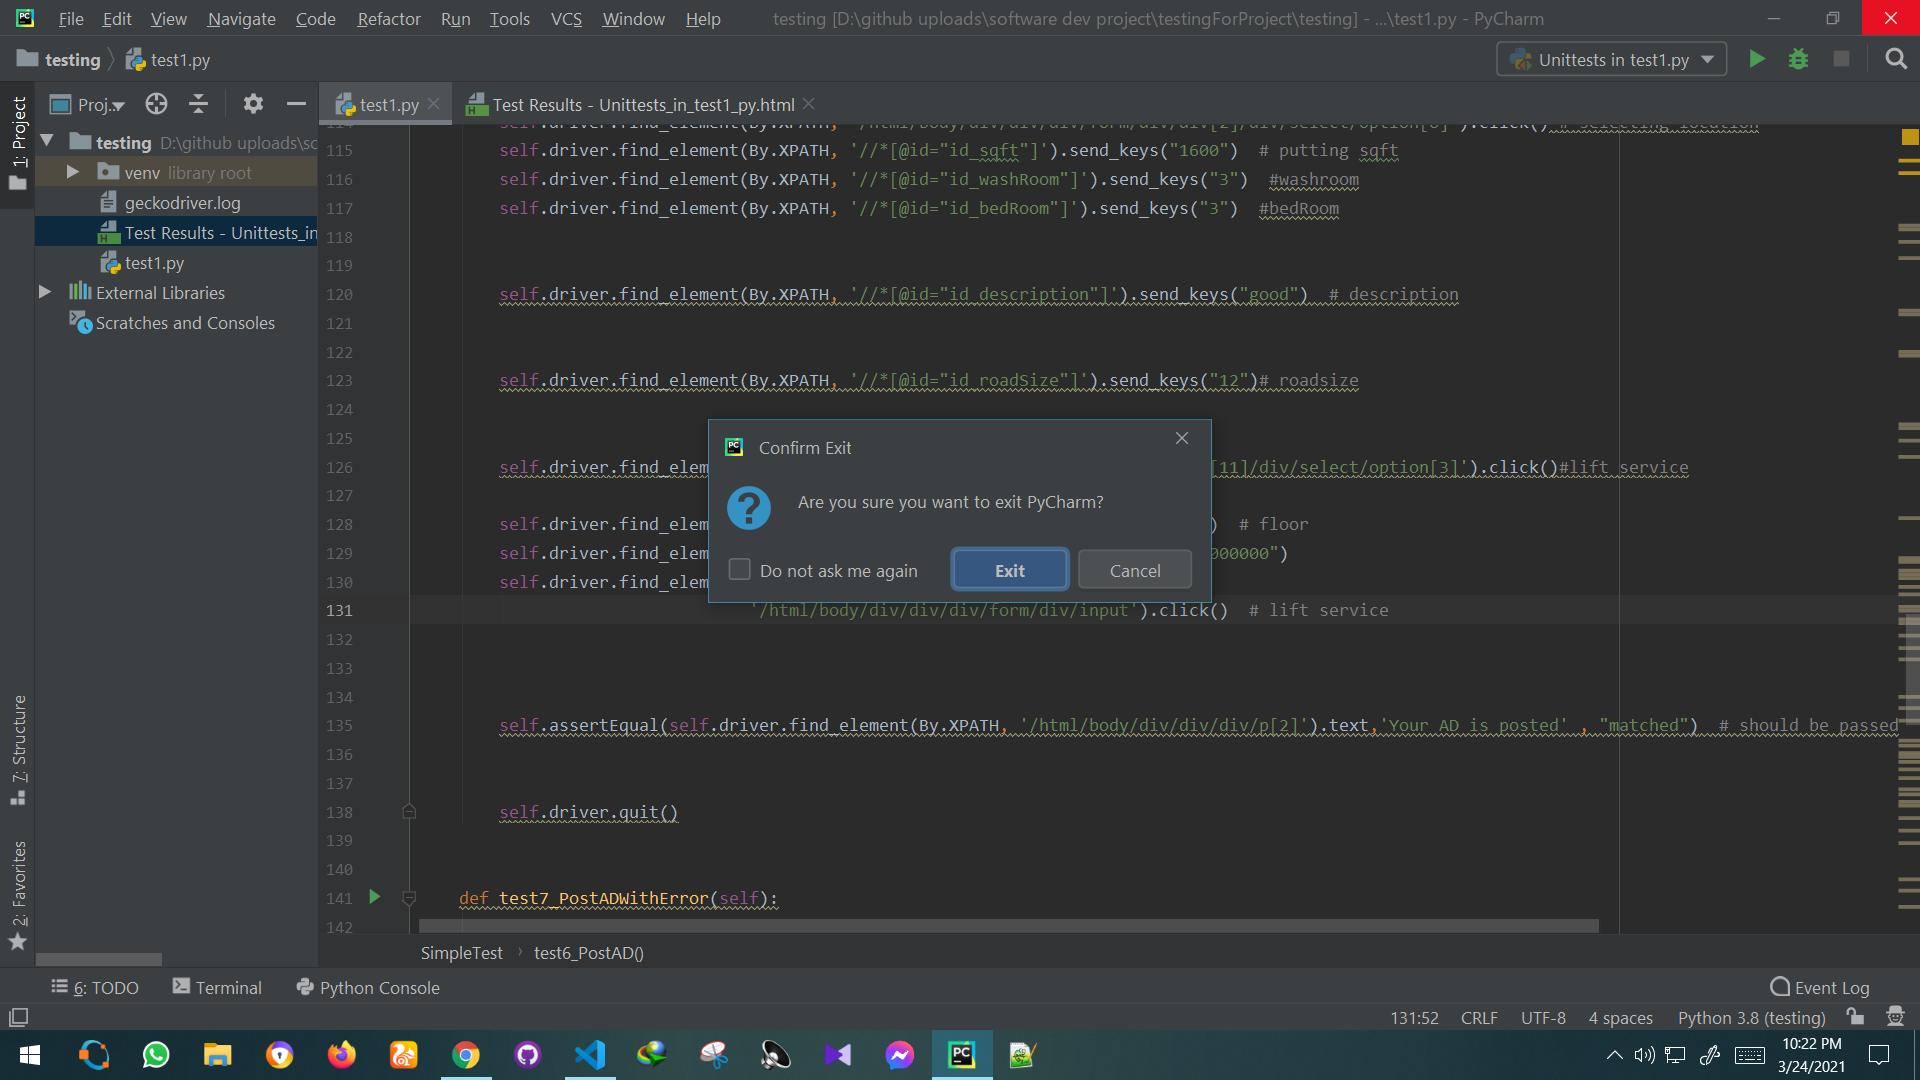 File Edit View Navigate Code Refactor Run Tools VCS Window Help testing [D:\github uploads\software dev project\testingForProject\testing] - ...\test1.py - PyCharm
testing test1.py Unittests in test1.py
Proj.. test1.py Test Results - Unittests_in_test1_py.html
1: Project
7: Structure
2: Favorites
testing D:\github uploads\so
venv library root
geckodriver.log
Test Results - Unittests_in
test1.py
External Libraries
Scratches and Consoles
115 self.driver.find_element(By.XPATH, '//*[@id="id_sqft"]').send_keys("1600") # putting sqft
116 self.driver.find_element(By.XPATH, '//*[@id="id_washRoom"]').send_keys("3") #washroom
117 self.driver.find_element(By.XPATH, '//*[@id="id_bedRoom"]').send_keys("3") #bedRoom
118
119
120 self.driver.find_element(By.XPATH, '//*[@id="id_description"]').send_keys("good") # description
121
122
123 self.driver.find_element(By.XPATH, '//*[@id="id_roadSize"]').send_keys("12")# roadsize
124
125
126 self.driver.find_elem [11]/div/select/option[3]').click()#lift service
127
128 self.driver.find_elem ) # floor
129 self.driver.find_elem 000000")
130 self.driver.find_elem
131 '/html/body/div/div/div/form/div/input').click() # lift service
132
133
134
135 self.assertEqual(self.driver.find_element(By.XPATH, '/html/body/div/div/div/p[2]').text,'Your AD is posted' , "matched") # should be passed
136
137
138 self.driver.quit()
139
140
141 def test7_PostADWithError(self):
142
Confirm Exit
Are you sure you want to exit PyCharm?
Do not ask me again Exit Cancel
SimpleTest test6_PostAD()
6: TODO Terminal Python Console Event Log
131:52 CRLF UTF-8 4 spaces Python 3.8 (testing)
10:22 PM
3/24/2021